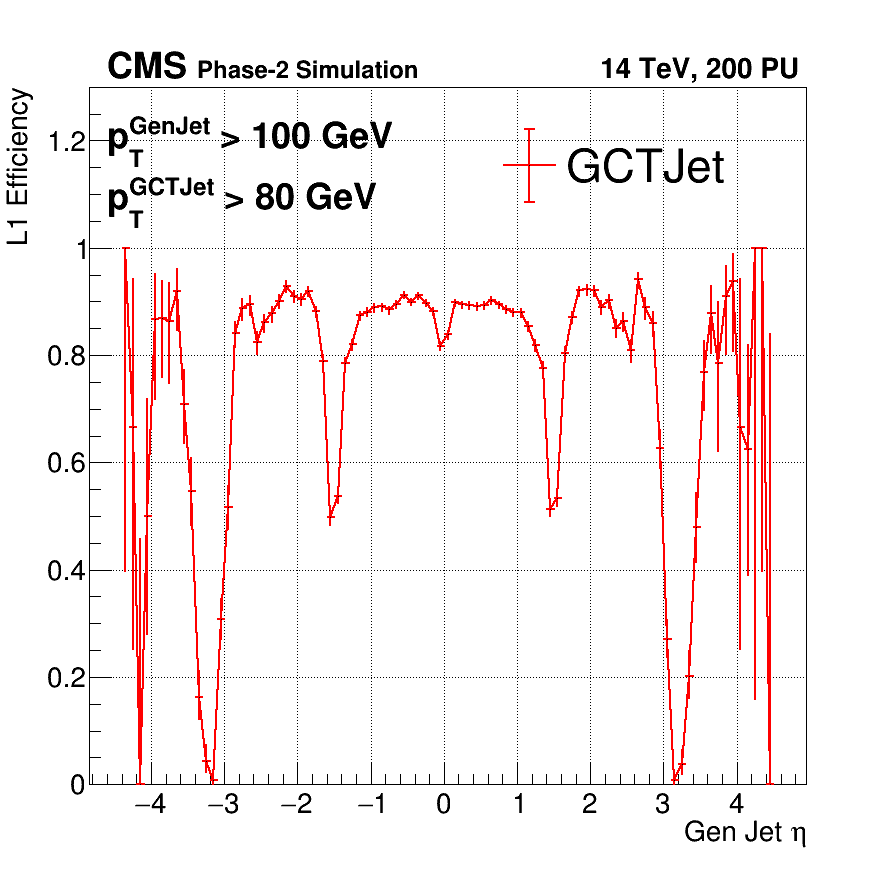 CMS Phase-2 Simulation 14 TeV, 200 PU
p_T^GenJet > 100 GeV
p_T^GCTJet > 80 GeV
GCTJet
L1 Efficiency
1.2
1
0.8
0.6
0.4
0.2
0
−4 −3 −2 −1 0 1 2 3 4
Gen Jet η